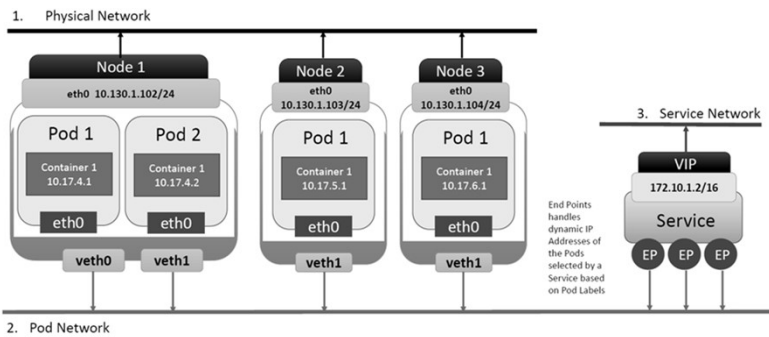 1. Physical Network
Node 1
eth0 10.130.1.102/24
Pod 1
Container 1
10.17.4.1
eth0
Pod 2
Container 1
10.17.4.2
eth0
veth0
veth1
Node 2
eth0
10.130.1.103/24
Pod 1
Container 1
10.17.5.1
eth0
veth1
Node 3
eth0
10.130.1.104/24
Pod 1
Container 1
10.17.6.1
eth0
veth1
3. Service Network
VIP
172.10.1.2/16
Service
EP EP EP
End Points
handles
dynamic IP
Addresses of
the Pods
selected by a
Service based
on Pod Labels
2. Pod Network